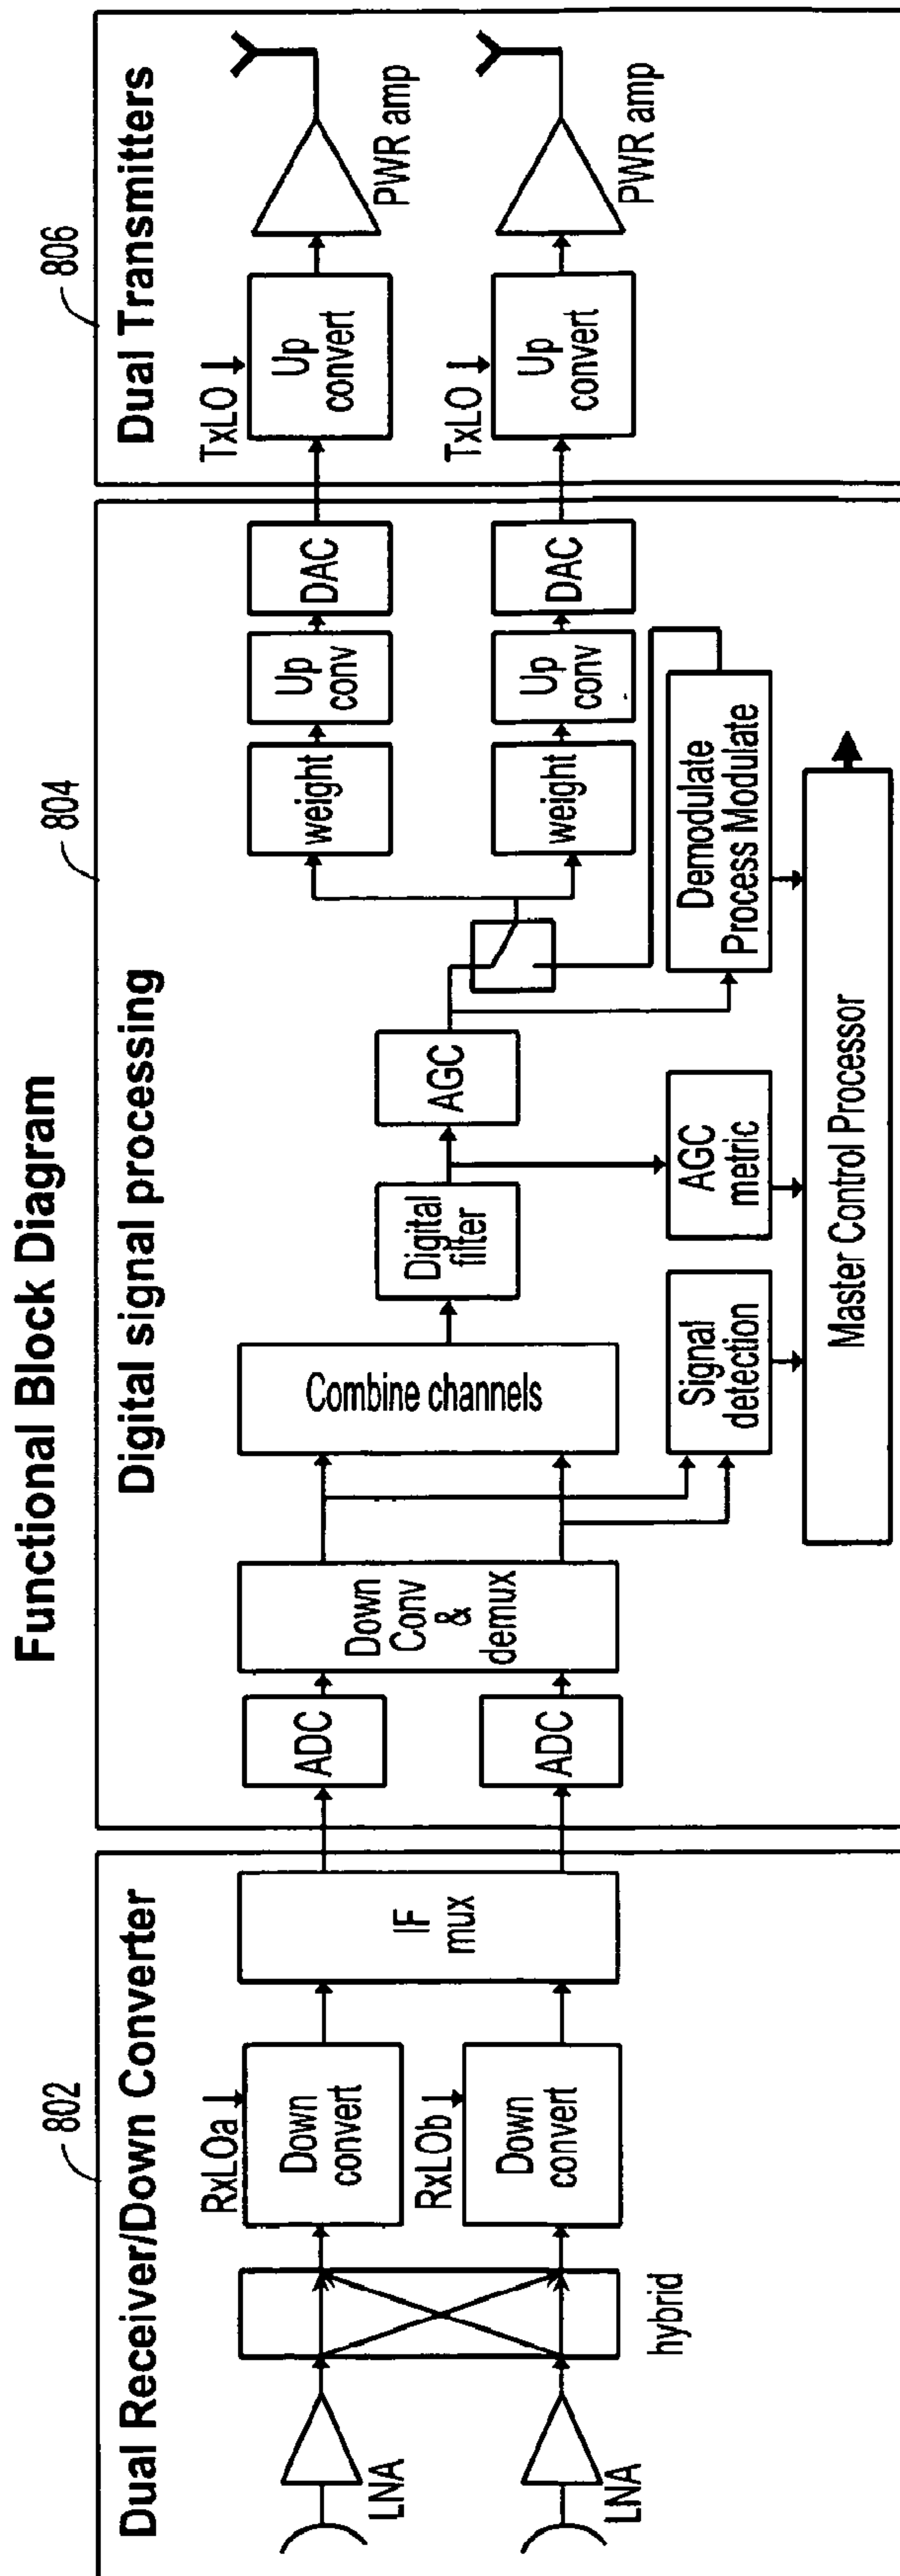 Functional Block Diagram
802
Dual Receiver/Down Converter
LNA
LNA
hybrid
RxLOa
Down
convert
RxLOb
Down
convert
IF
mux
804
Digital signal processing
ADC
ADC
Down
Conv
&
demux
Combine channels
Digital
filter
AGC
Signal
detection
AGC
metric
Demodulate
Process Modulate
Master Control Processor
weight
Up
conv
DAC
weight
Up
conv
DAC
806
Dual Transmitters
TxLO
Up
convert
PWR amp
TxLO
Up
convert
PWR amp